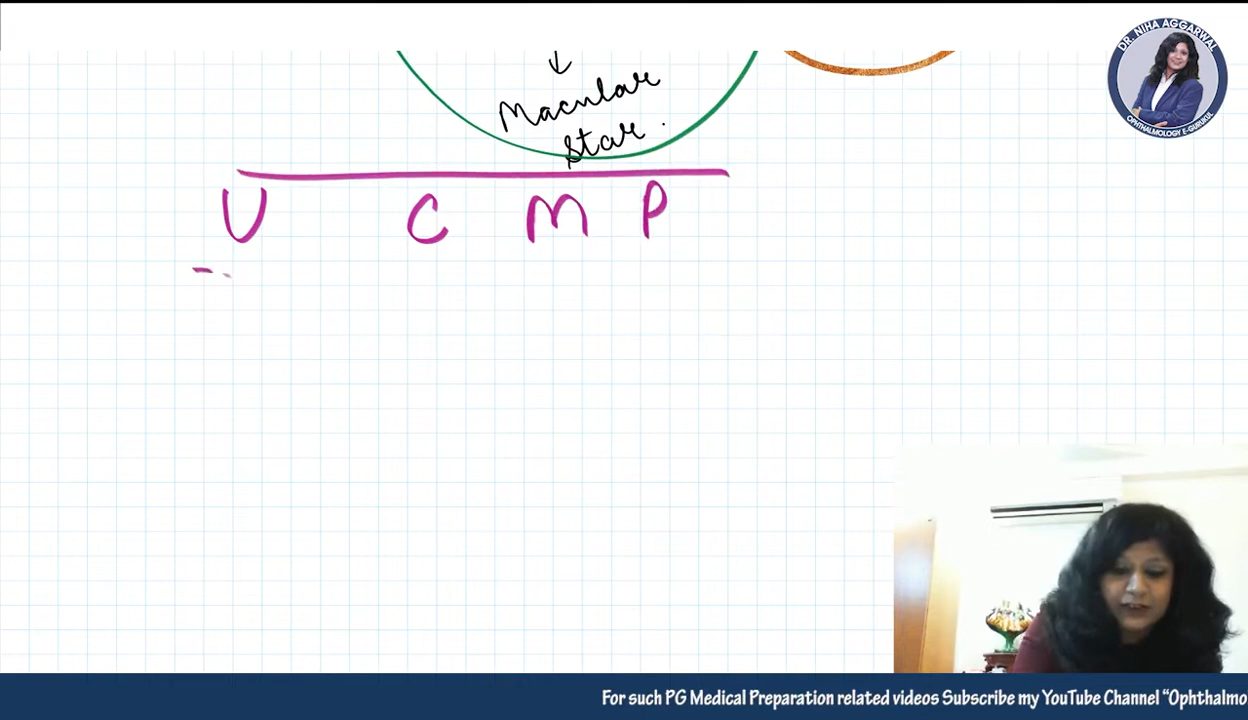 Macular
Star.
U C M P
DR. NIHA AGGARWAL
OPHTHALMOLOGY E-GURUKUL
For such PG Medical Preparation related videos Subscribe my YouTube Channel “Ophthalmo